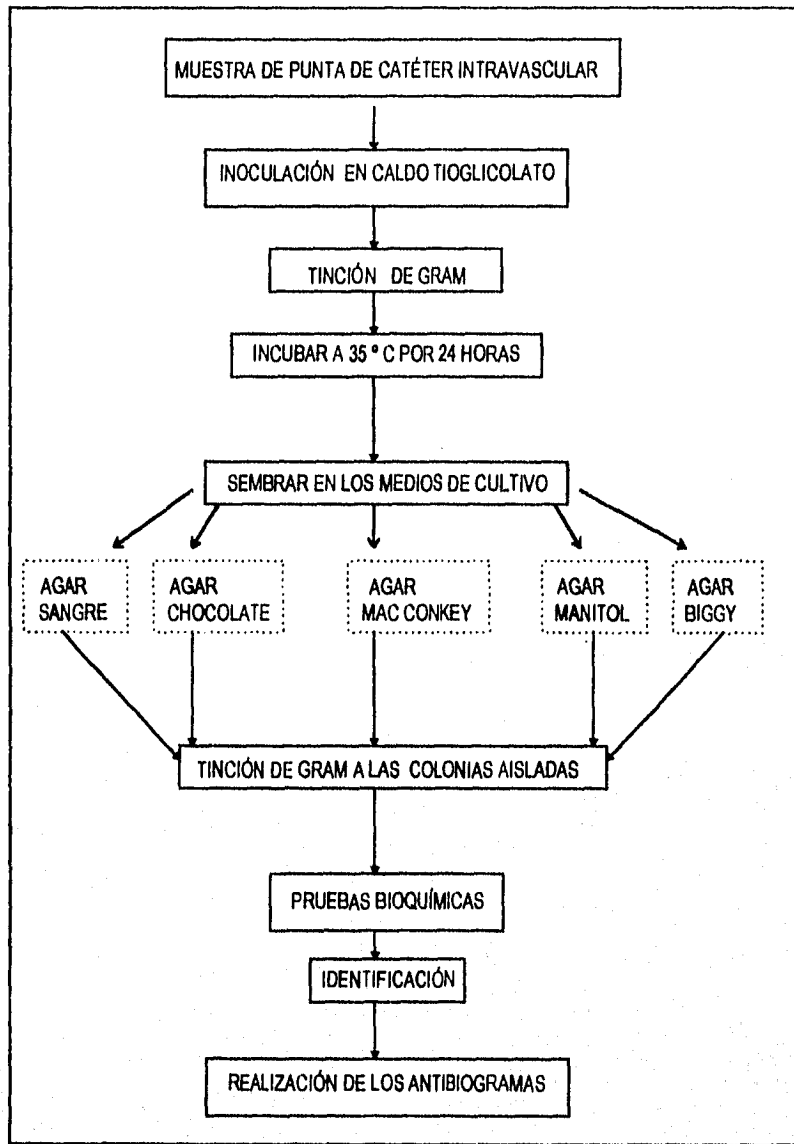 MUESTRA DE PUNTA DE CATÉTER INTRAVASCULAR
INOCULACIÓN EN CALDO TIOGLICOLATO
TINCIÓN DE GRAM
INCUBAR A 35 º C POR 24 HORAS
SEMBRAR EN LOS MEDIOS DE CULTIVO
AGAR
SANGRE
AGAR
CHOCOLATE
AGAR
MAC CONKEY
AGAR
MANITOL
AGAR
BIGGY
TINCIÓN DE GRAM A LAS COLONIAS AISLADAS
PRUEBAS BIOQUÍMICAS
IDENTIFICACIÓN
REALIZACIÓN DE LOS ANTIBIOGRAMAS